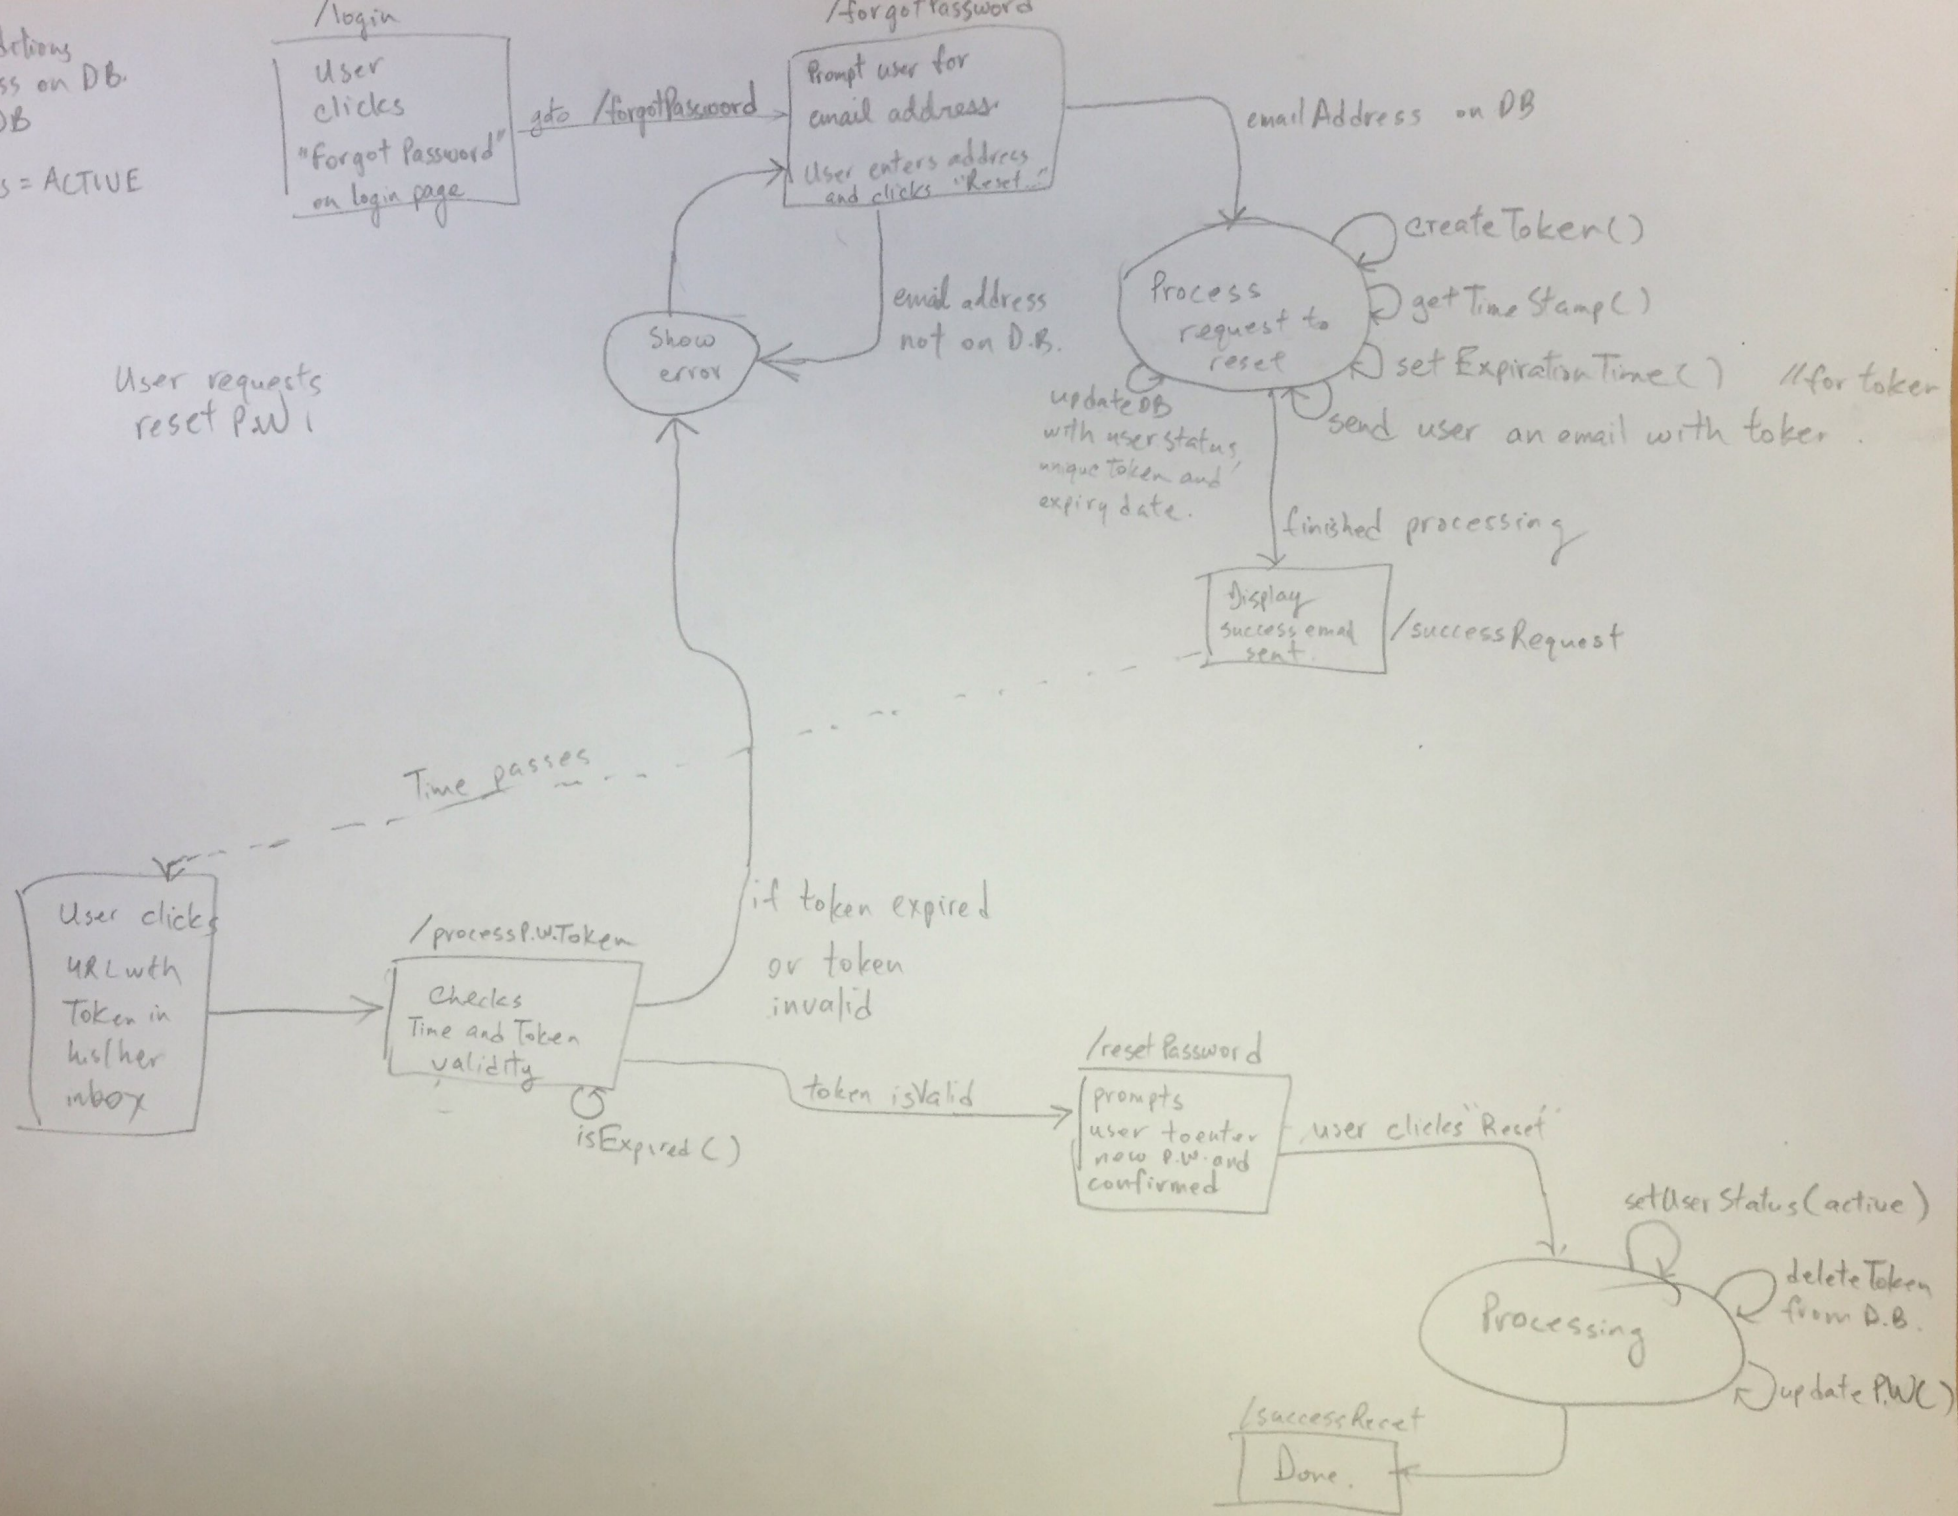 /login
/forgotPassword
ss on DB.
DB
s = ACTIVE
User
clicks
"Forgot Password"
on login page
goto /forgotPassword
Prompt user for
email address.
User enters address
and clicks "Reset..."
emailAddress on DB
email address
not on D.B.
Show
error
Process
request to
reset
createToken()
getTimeStamp()
setExpirationTime() //for token
send user an email with token.
updateDB
with user status,
unique Token and
expiry date.
User requests
reset P.W.
finished processing
Display
success email
sent.
/successRequest
Time passes
User clicks
URL with
Token in
his/her
inbox
/processP.W.Token
Checks
Time and Token
validity
isExpired()
if token expired
or token
invalid
token isValid
/resetPassword
prompts
user to enter
new P.W. and
confirmed
user clicks "Reset"
setUserStatus(active)
deleteToken
from D.B.
Processing
updateP.W()
/successReset
Done.